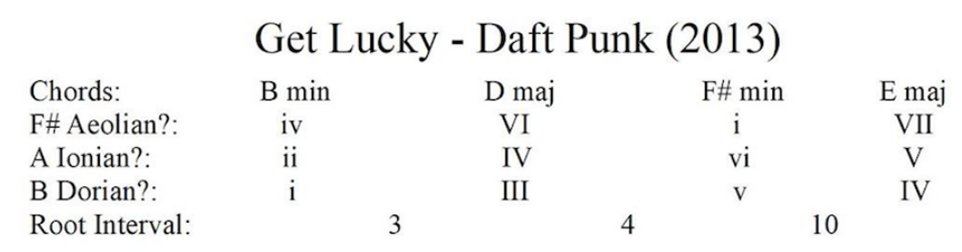 Get Lucky - Daft Punk (2013)
Chords: B min D maj F# min E maj
F# Aeolian?: iv VI i VII
A Ionian?: ii IV vi V
B Dorian?: i III v IV
Root Interval: 3 4 10